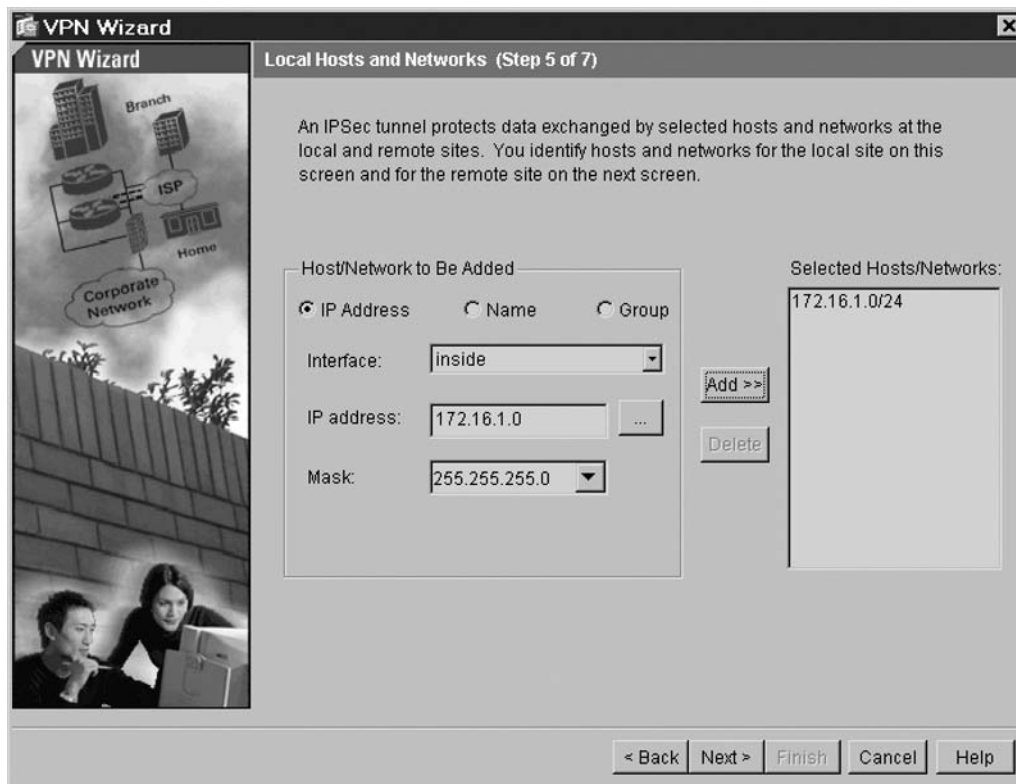 VPN Wizard
VPN Wizard
Branch
ISP
Home
Corporate
Network
Local Hosts and Networks (Step 5 of 7)
An IPSec tunnel protects data exchanged by selected hosts and networks at the
local and remote sites. You identify hosts and networks for the local site on this
screen and for the remote site on the next screen.
Host/Network to Be Added
IP Address Name Group
Interface: inside
IP address: 172.16.1.0 ...
Mask: 255.255.255.0
Add >>
Delete
Selected Hosts/Networks:
172.16.1.0/24
< Back Next > Finish Cancel Help